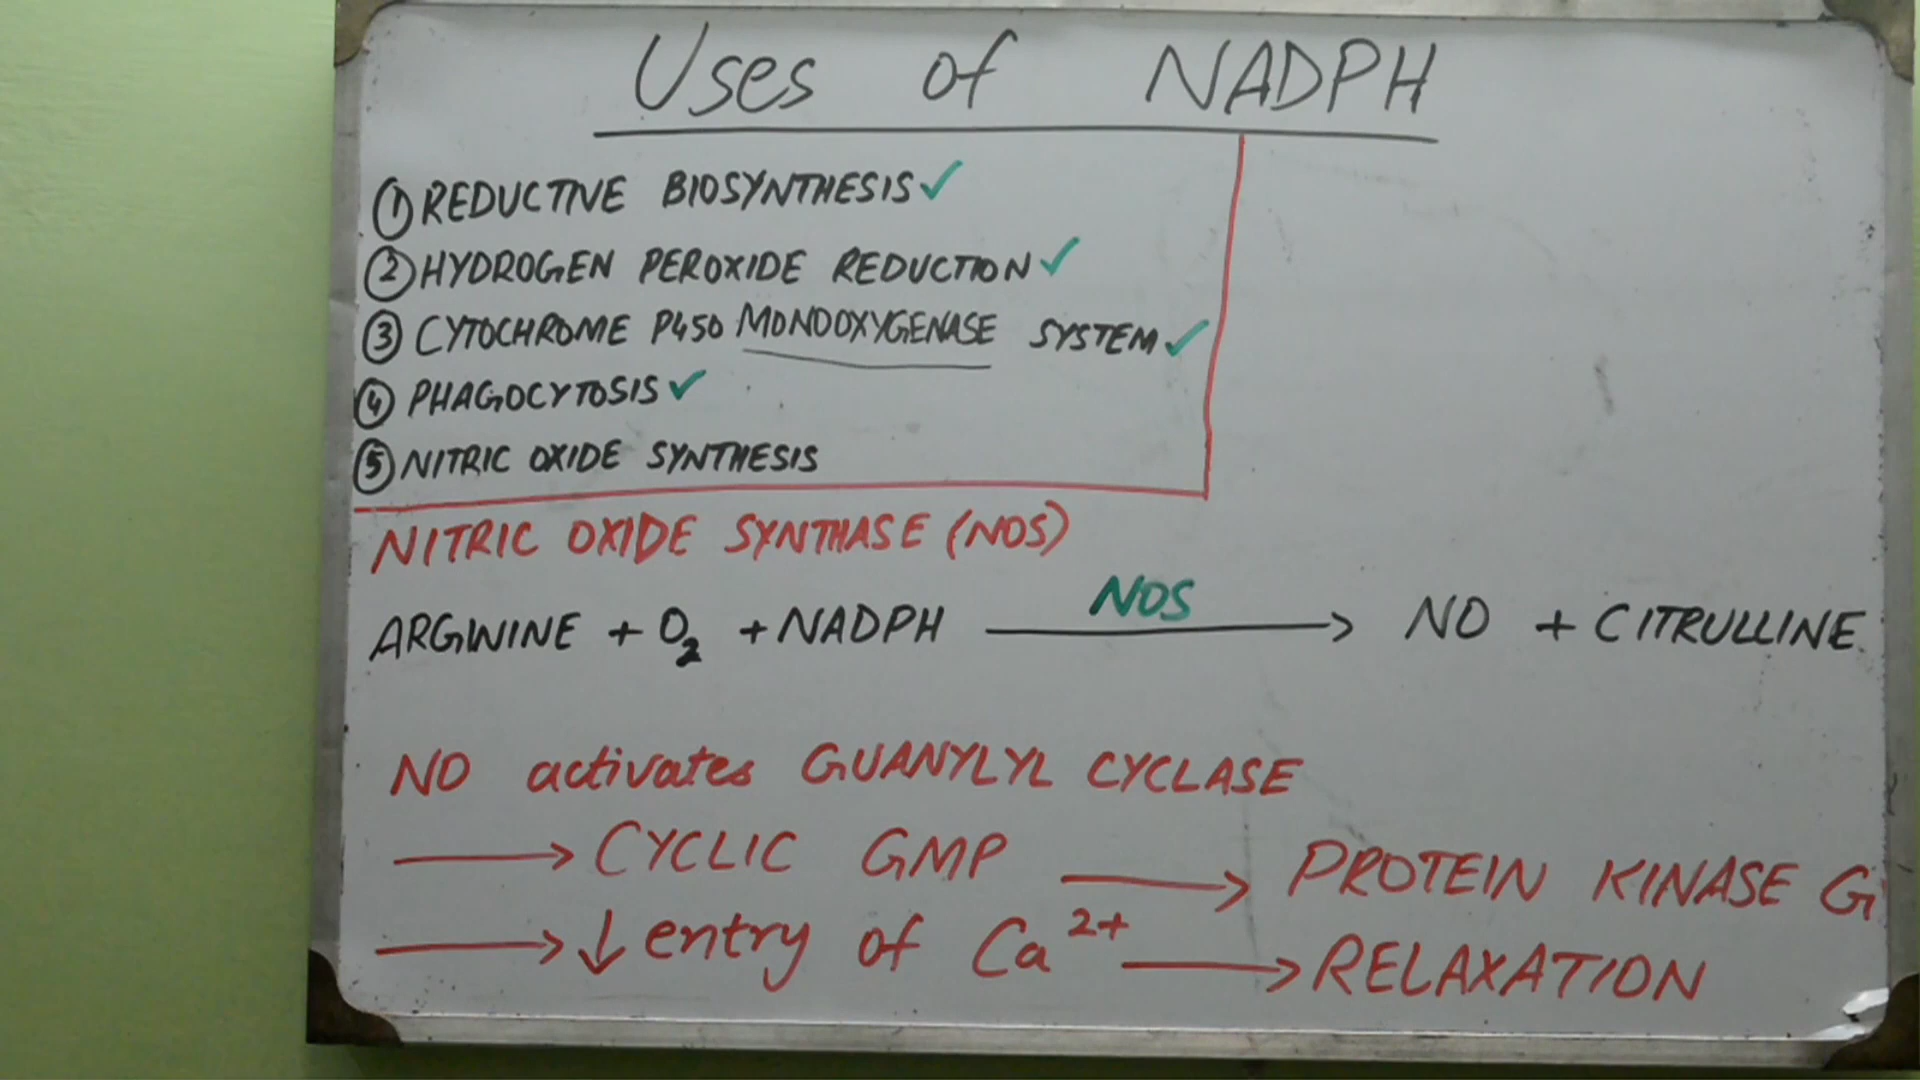 Uses of NADPH
① REDUCTIVE BIOSYNTHESIS ✓
② HYDROGEN PEROXIDE REDUCTION ✓
③ CYTOCHROME P450 MONOOXYGENASE SYSTEM ✓
④ PHAGOCYTOSIS ✓
⑤ NITRIC OXIDE SYNTHESIS
NITRIC OXIDE SYNTHASE (NOS)
NOS
ARGININE + O₂ + NADPH ⟶ NO + CITRULLINE
NO activates GUANYLYL CYCLASE
⟶ CYCLIC GMP ⟶ PROTEIN KINASE G
⟶ ↓ entry of Ca²⁺ ⟶ RELAXATION